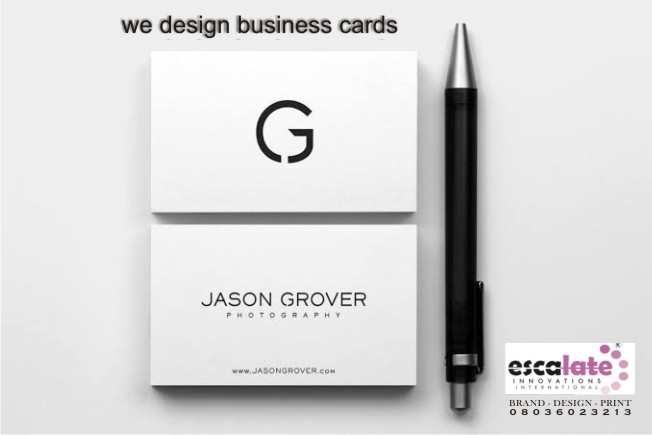 we design business cards
G
JASON GROVER
PHOTOGRAPHY
www.JASONGROVER.com
escalate
INNOVATIONS
INTERNATIONAL
BRAND - DESIGN - PRINT
08036023213